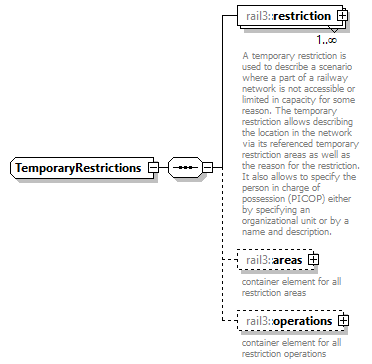 rail3::restriction
1..∞
A temporary restriction is
used to describe a scenario
where a part of a railway
network is not accessible or
limited in capacity for some
reason. The temporary
restriction allows describing
the location in the network
via its referenced temporary
restriction areas as well as
the reason for the restriction.
It also allows to specify the
person in charge of
possession (PICOP) either
by specifying an
organizational unit or by a
name and description.
TemporaryRestrictions
rail3::areas
container element for all
restriction areas
rail3::operations
container element for all
restriction operations